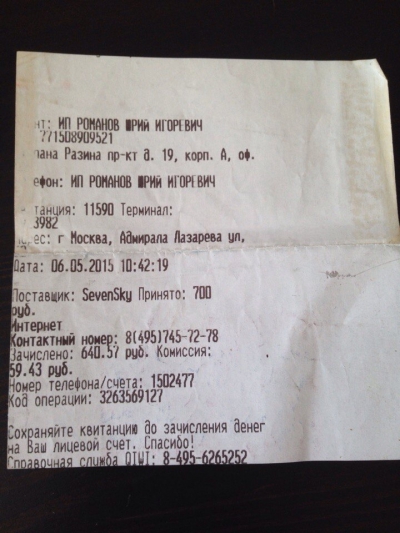 нт: ИП РОМАНОВ ЮРИЙ ИГОРЕВИЧ
771508909521
пана Разина пр-кт д. 19, корп. А, оф.
ефон: ИП РОМАНОВ ЮРИЙ ИГОРЕВИЧ
танция: 11590 Терминал:
3982
рес: г Москва, Адмирала Лазарева ул,
Дата: 06.05.2015 10:42:19
Поставщик: SevenSky Принято: 700
руб.
Интернет
Контактный номер: 8(495)745-72-78
Зачислено: 640.57 руб. Комиссия:
59.43 руб.
Номер телефона/счета: 1502477
Код операции: 3263569127
Сохраняйте квитанцию до зачисления денег
на Ваш лицевой счет. Спасибо!
Справочная служба QIWI: 8-495-6265252